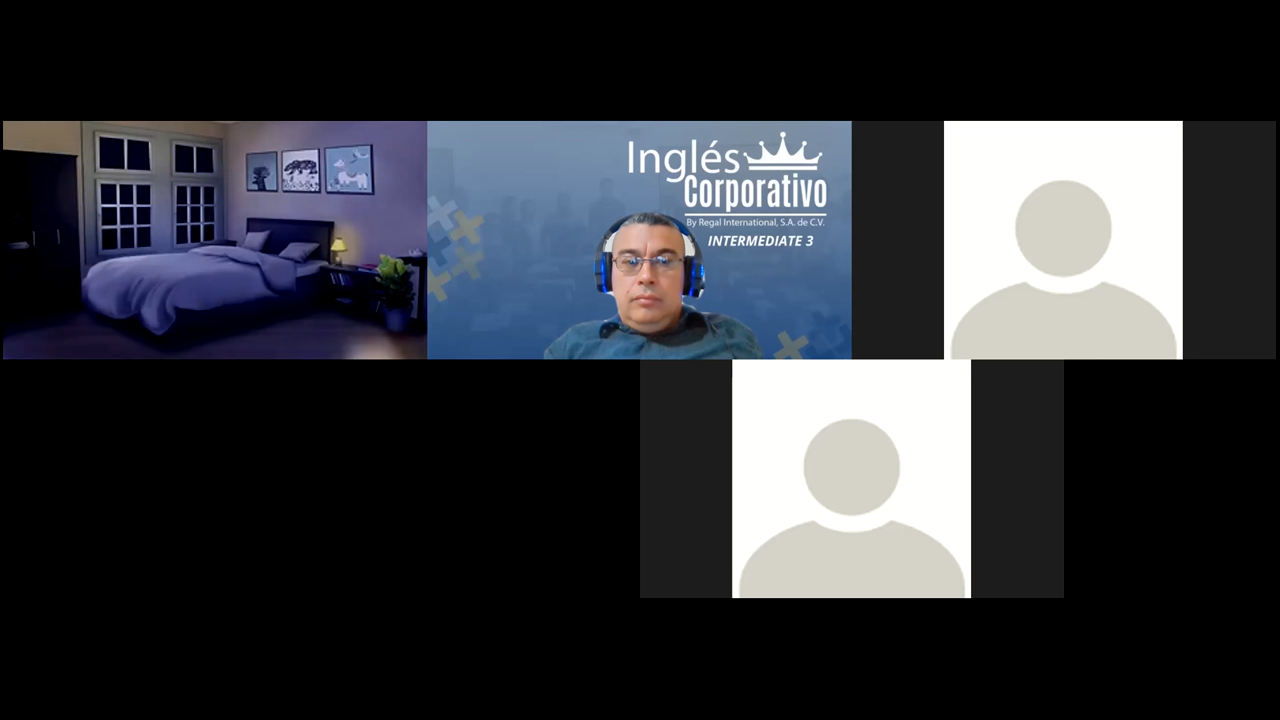 Inglés
Corporativo
By Regal International, S.A. de C.V.
INTERMEDIATE 3